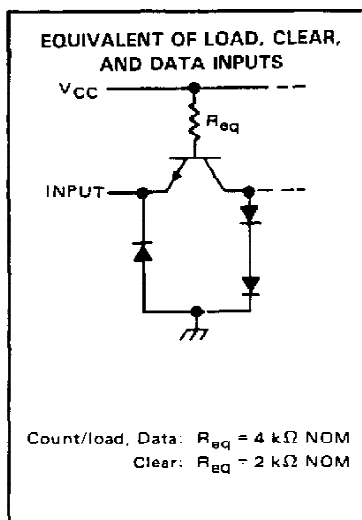 EQUIVALENT OF LOAD, CLEAR,
AND DATA INPUTS
VCC
Req
INPUT
Count/load, Data: Req = 4 kΩ NOM
Clear: Req = 2 kΩ NOM